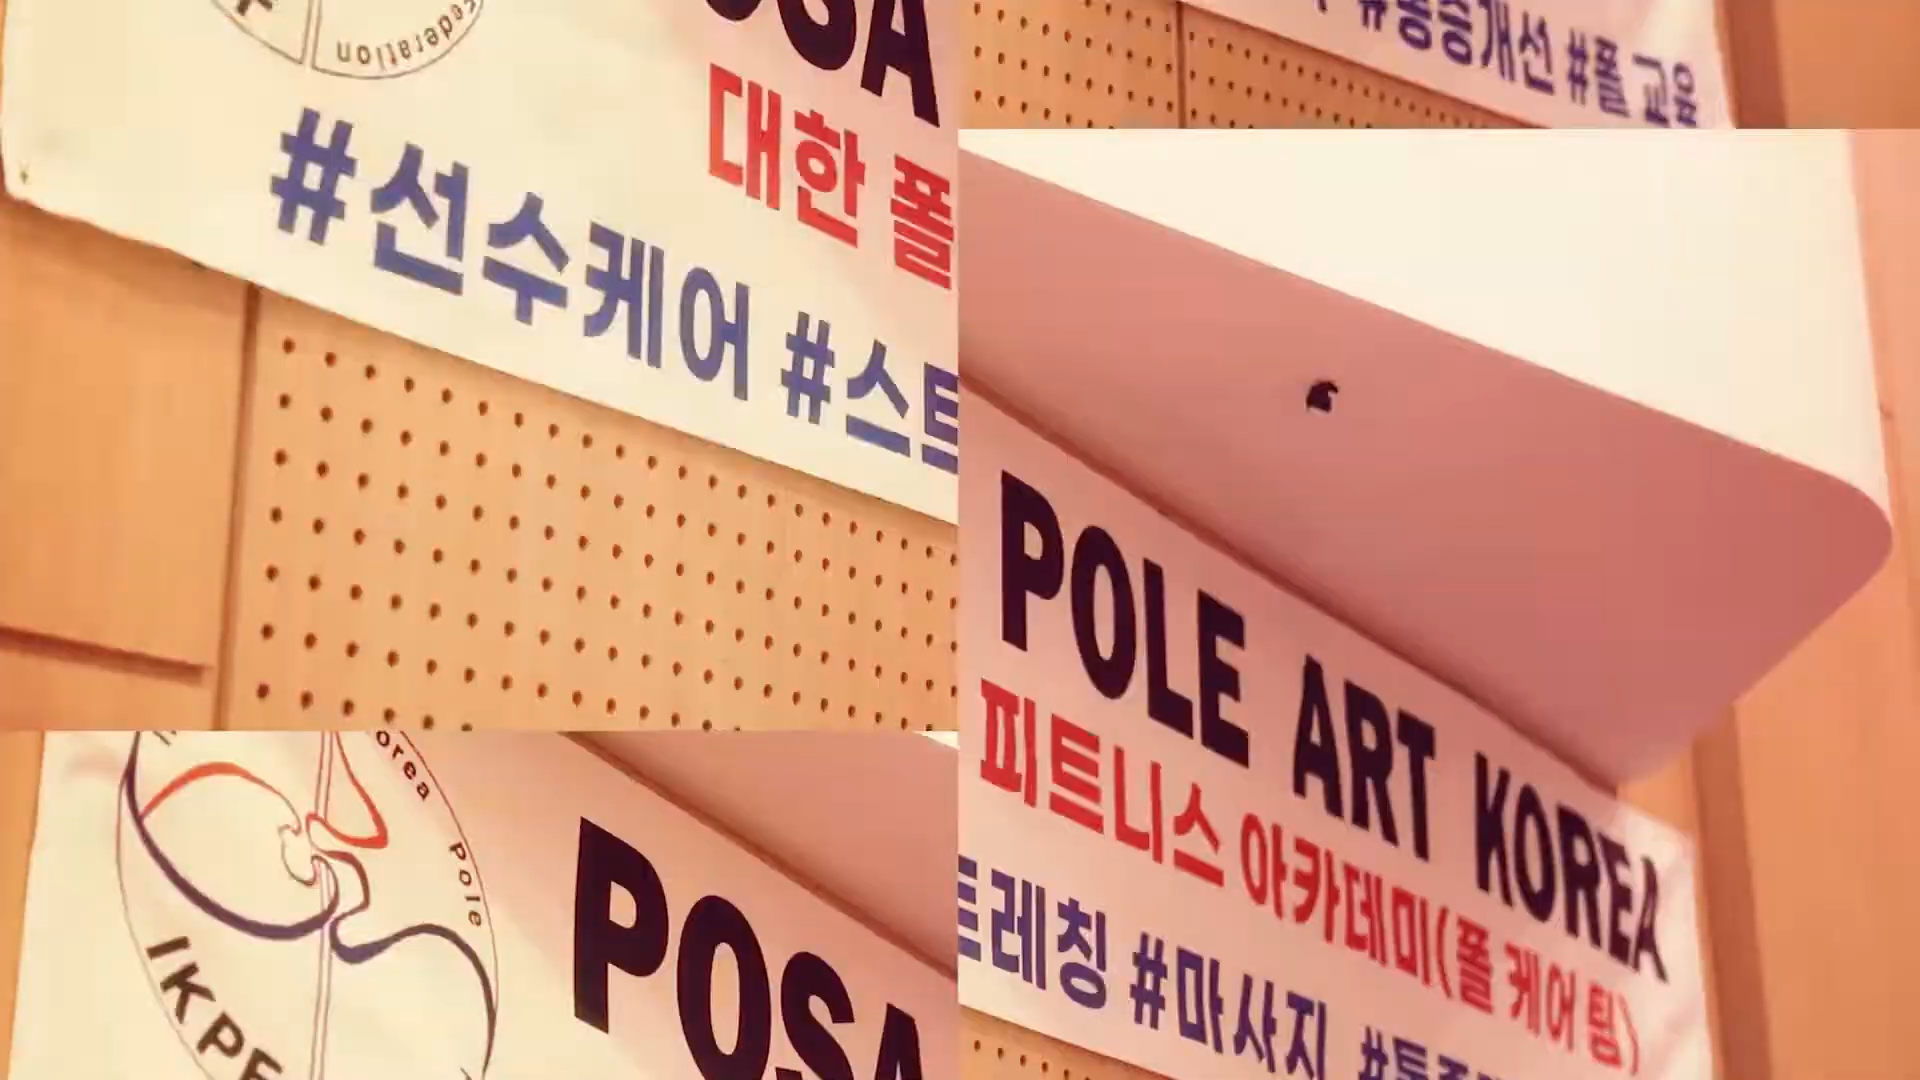 ederation
OSA
대한 폴
#선수케어 #스트
#통증개선 #폴 교육
orea Pole
IKPF
POSA
POLE ART KOREA
피트니스 아카데미(폴 케어 팀)
트레칭 #마사지